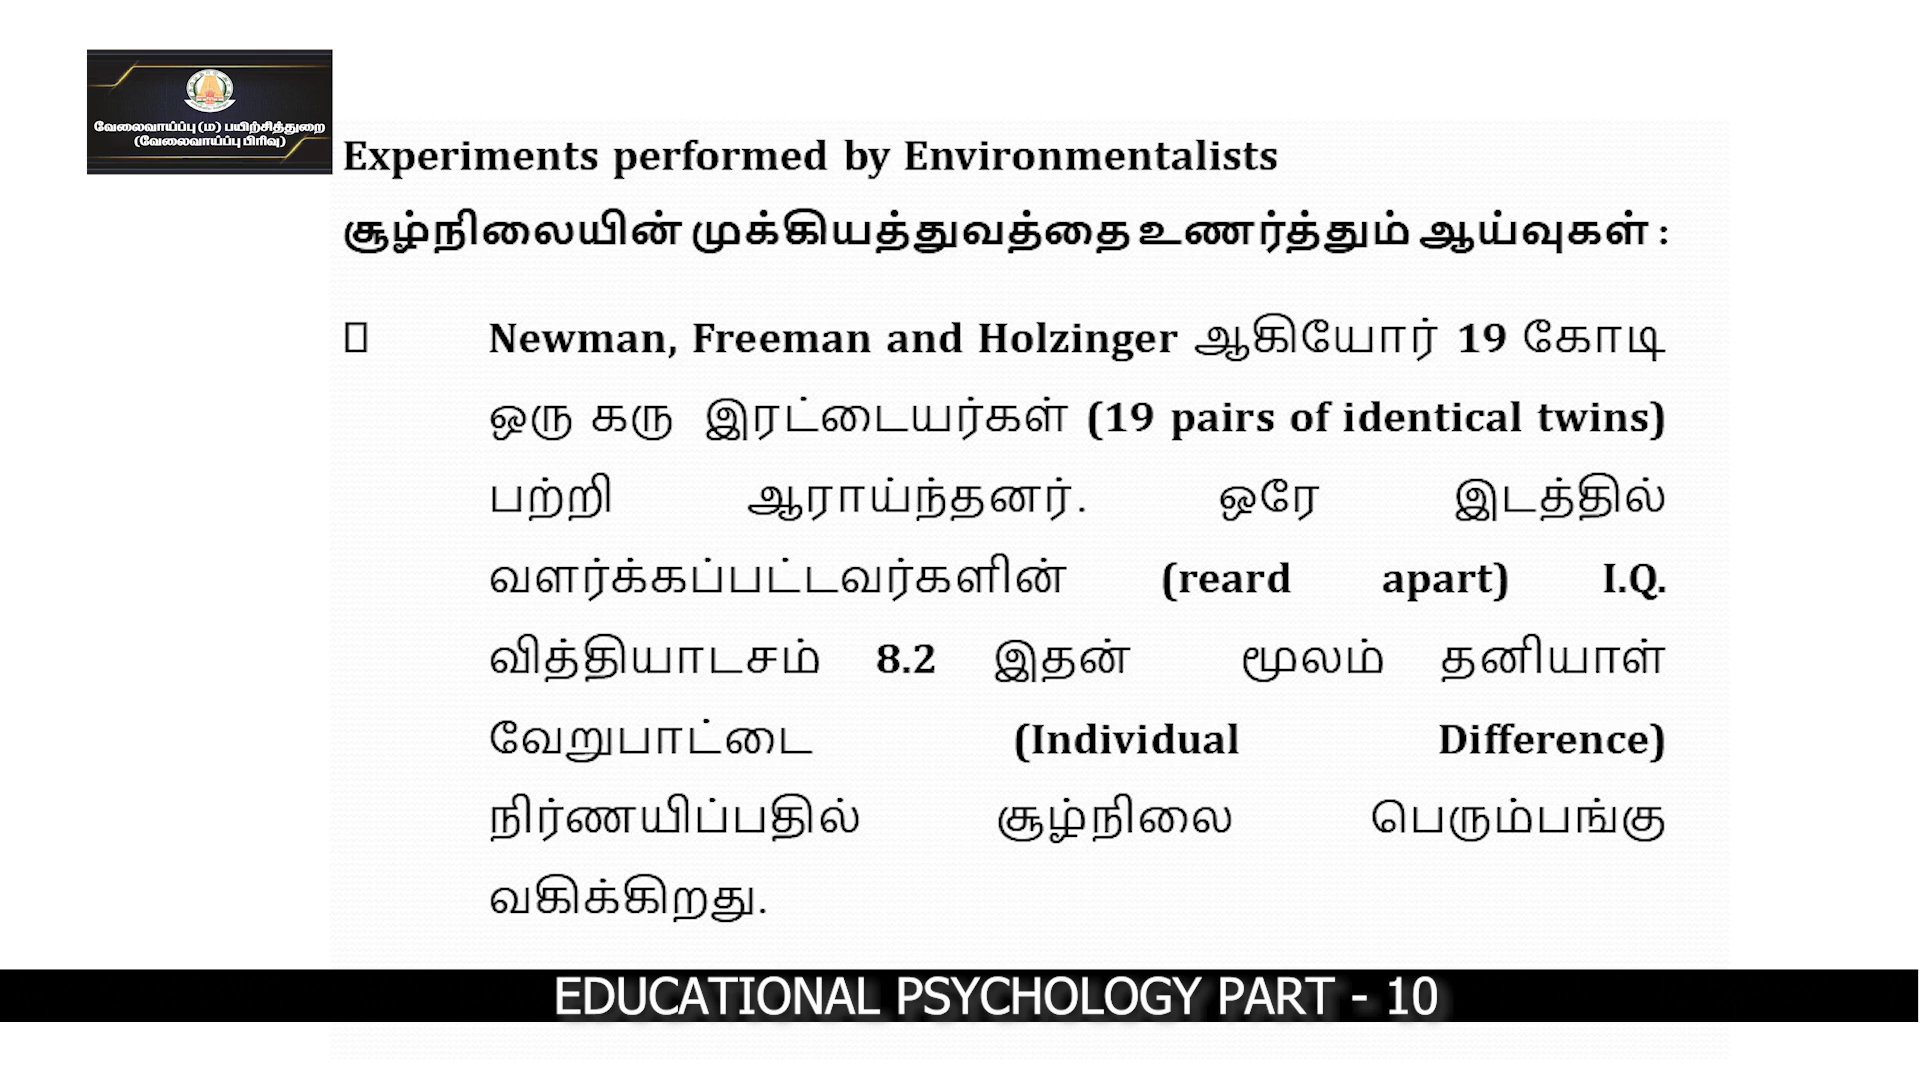 வேலைவாய்ப்பு (ம) பயிற்சித்துறை
(வேலைவாய்ப்பு பிரிவு)
Experiments performed by Environmentalists
சூழ்நிலையின் முக்கியத்துவத்தை உணர்த்தும் ஆய்வுகள் :
Newman, Freeman and Holzinger ஆகியோர் 19 கோடி
ஒரு கரு இரட்டையர்கள் (19 pairs of identical twins)
பற்றி ஆராய்ந்தனர். ஒரே இடத்தில்
வளர்க்கப்பட்டவர்களின் (reard apart) I.Q.
வித்தியாடசம் 8.2 இதன் மூலம் தனியாள்
வேறுபாட்டை (Individual Difference)
நிர்ணயிப்பதில் சூழ்நிலை பெரும்பங்கு
வகிக்கிறது.
EDUCATIONAL PSYCHOLOGY PART - 10